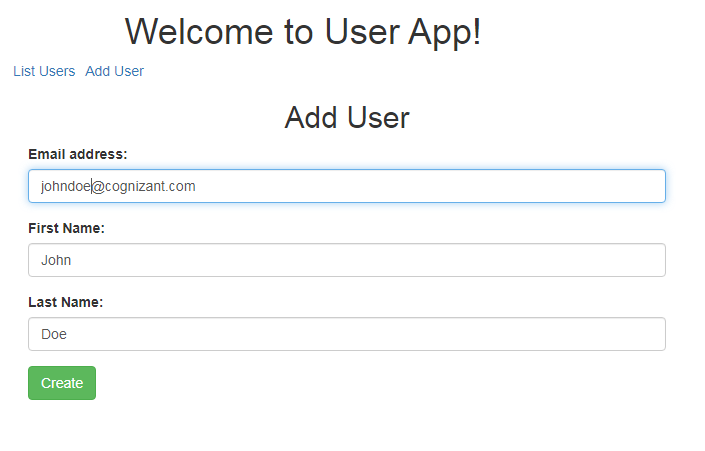 Welcome to User App!
List Users Add User
Add User
Email address:
johndoe@cognizant.com
First Name:
John
Last Name:
Doe
Create